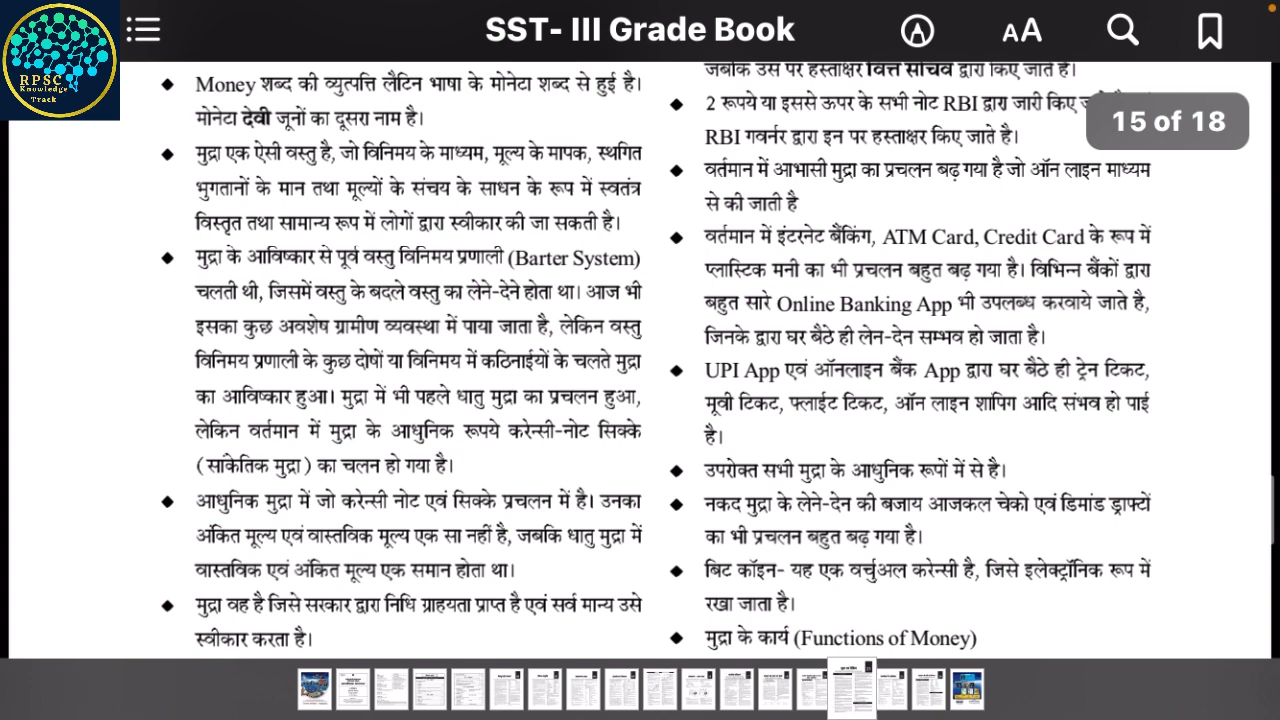 SST- III Grade Book
AA
RPSC
Knowledge
Track
15 of 18
Money शब्द की व्युत्पत्ति लैटिन भाषा के मोनेटा शब्द से हुई है।
मोनेटा देवी जूनों का दूसरा नाम है।
मुद्रा एक ऐसी वस्तु है, जो विनिमय के माध्यम, मूल्य के मापक, स्थगित
भुगतानों के मान तथा मूल्यों के संचय के साधन के रूप में स्वतंत्र
विस्तृत तथा सामान्य रूप में लोगों द्वारा स्वीकार की जा सकती है।
मुद्रा के आविष्कार से पूर्व वस्तु विनिमय प्रणाली (Barter System)
चलती थी, जिसमें वस्तु के बदले वस्तु का लेने-देने होता था। आज भी
इसका कुछ अवशेष ग्रामीण व्यवस्था में पाया जाता है, लेकिन वस्तु
विनिमय प्रणाली के कुछ दोषों या विनिमय में कठिनाईयों के चलते मुद्रा
का आविष्कार हुआ। मुद्रा में भी पहले धातु मुद्रा का प्रचलन हुआ,
लेकिन वर्तमान में मुद्रा के आधुनिक रूपये करेन्सी-नोट सिक्के
(सांकेतिक मुद्रा) का चलन हो गया है।
आधुनिक मुद्रा में जो करेन्सी नोट एवं सिक्के प्रचलन में है। उनका
अंकित मूल्य एवं वास्तविक मूल्य एक सा नहीं है, जबकि धातु मुद्रा में
वास्तविक एवं अंकित मूल्य एक समान होता था।
मुद्रा वह है जिसे सरकार द्वारा निधि ग्राहयता प्राप्त है एवं सर्व मान्य उसे
स्वीकार करता है।
जबकि उस पर हस्ताक्षर वित्त सचिव द्वारा किए जाते है।
2 रूपये या इससे ऊपर के सभी नोट RBI द्वारा जारी किए
RBI गवर्नर द्वारा इन पर हस्ताक्षर किए जाते है।
वर्तमान में आभासी मुद्रा का प्रचलन बढ़ गया है जो ऑन लाइन माध्यम
से की जाती है
वर्तमान में इंटरनेट बैंकिंग, ATM Card, Credit Card के रूप में
प्लास्टिक मनी का भी प्रचलन बहुत बढ़ गया है। विभिन्न बैंकों द्वारा
बहुत सारे Online Banking App भी उपलब्ध करवाये जाते है,
जिनके द्वारा घर बैठे ही लेन-देन सम्भव हो जाता है।
UPI App एवं ऑनलाइन बैंक App द्वारा घर बैठे ही ट्रेन टिकट,
मूवी टिकट, फ्लाईट टिकट, ऑन लाइन शापिग आदि संभव हो पाई
है।
उपरोक्त सभी मुद्रा के आधुनिक रूपों में से है।
नकद मुद्रा के लेने-देन की बजाय आजकल चेको एवं डिमांड ड्राफ्टों
का भी प्रचलन बहुत बढ़ गया है।
बिट कॉइन- यह एक वर्चुअल करेन्सी है, जिसे इलेक्ट्रॉनिक रूप में
रखा जाता है।
मुद्रा के कार्य (Functions of Money)